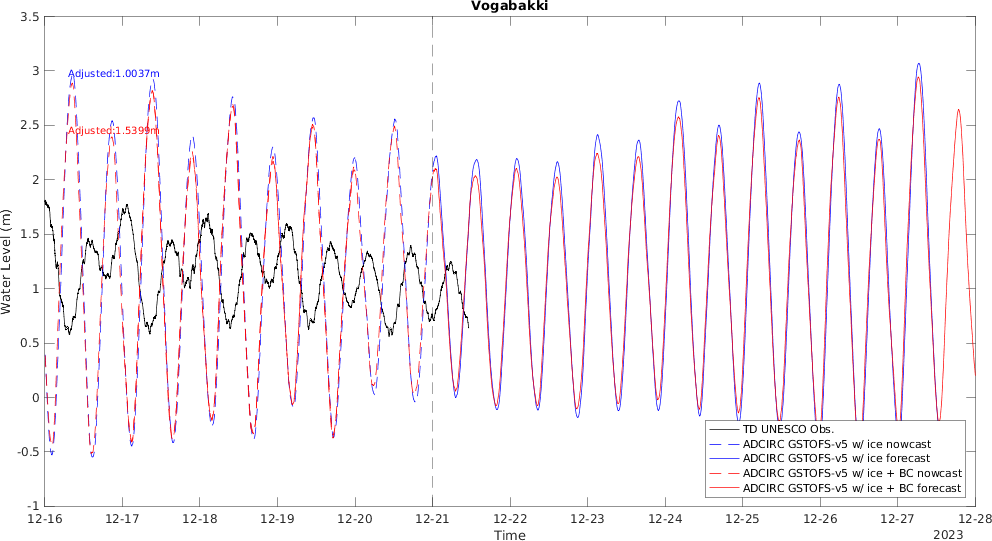 Vogabakki
Adjusted:1.0037m
Adjusted:1.5399m
Water Level (m)
3.5
3
2.5
2
1.5
1
0.5
0
-0.5
-1
TD UNESCO Obs.
ADCIRC GSTOFS-v5 w/ ice nowcast
ADCIRC GSTOFS-v5 w/ ice forecast
ADCIRC GSTOFS-v5 w/ ice + BC nowcast
ADCIRC GSTOFS-v5 w/ ice + BC forecast
12-16 12-17 12-18 12-19 12-20 12-21 12-22 12-23 12-24 12-25 12-26 12-27 12-28
Time
2023